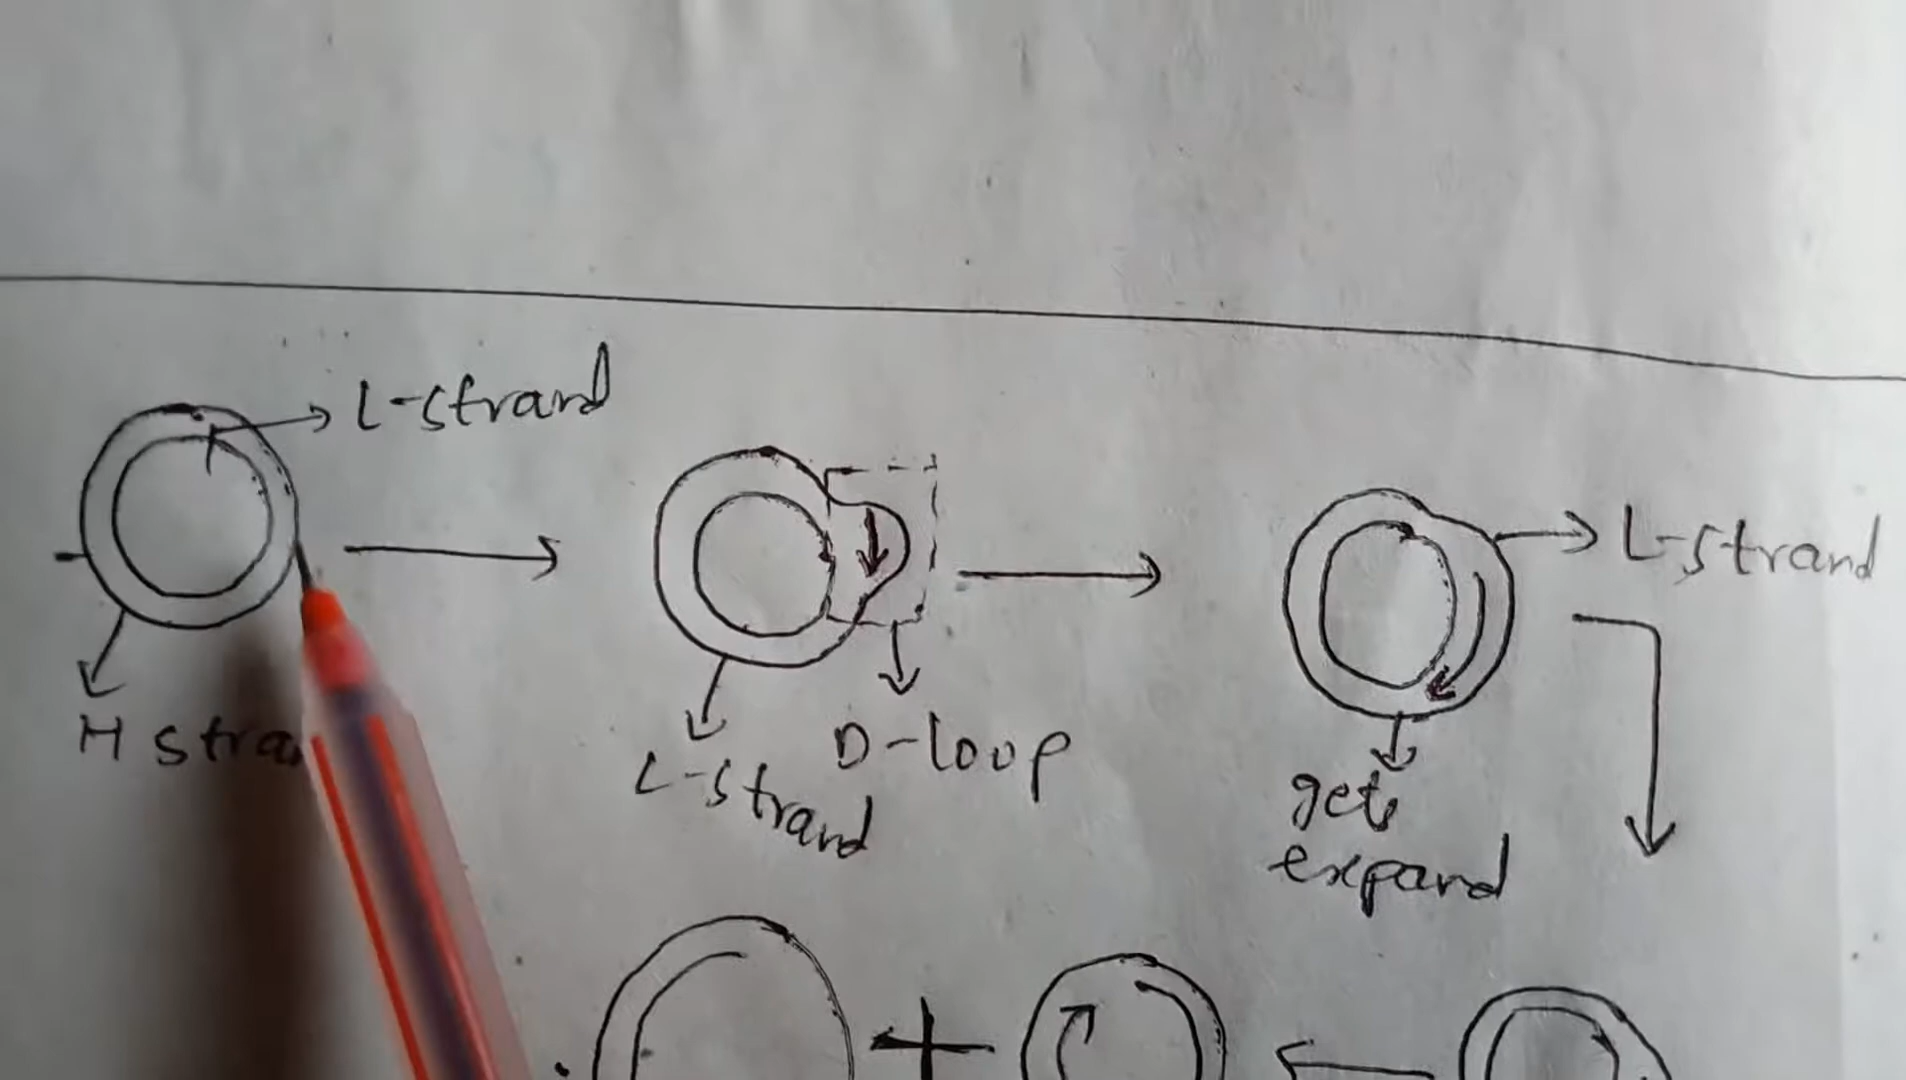 L-strand
H stra
L-strand
D-loop
L-strand
get
expand